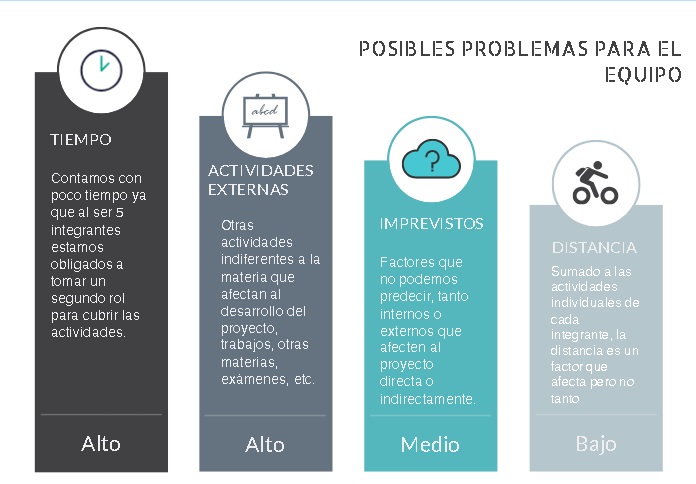 POSIBLES PROBLEMAS PARA EL
EQUIPO
TIEMPO
Contamos con
poco tiempo ya
que al ser 5
integrantes
estamos
obligados a
tomar un
segundo rol
para cubrir las
actividades.
Alto
abcd
ACTIVIDADES
EXTERNAS
Otras
actividades
indiferentes a la
materia que
afectan al
desarrollo del
proyecto,
trabajos, otras
materias,
exámenes, etc.
Alto
?
IMPREVISTOS
Factores que
no podemos
predecir, tanto
internos o
externos que
afecten al
proyecto
directa o
indirectamente.
Medio
DISTANCIA
Sumado a las
actividades
individuales de
cada
integrante, la
distancia es un
factor que
afecta pero no
tanto
Bajo